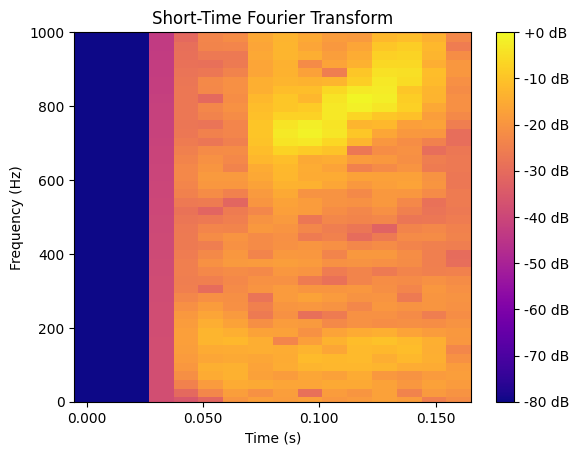 Short-Time Fourier Transform
Frequency (Hz)
1000
800
600
400
200
0
0.000
0.050
0.100
0.150
Time (s)
+0 dB
-10 dB
-20 dB
-30 dB
-40 dB
-50 dB
-60 dB
-70 dB
-80 dB